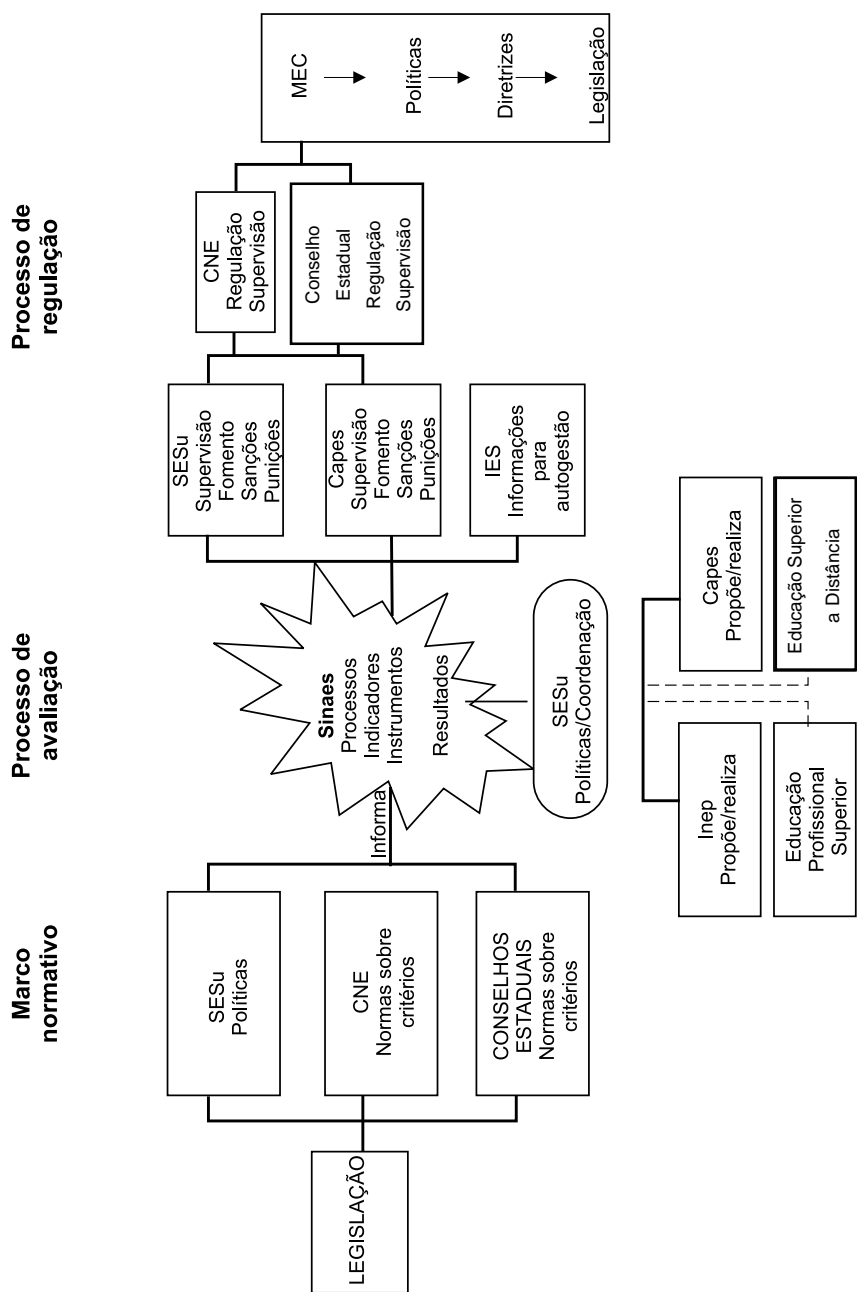 Marco
normativo
Processo de
avaliação
Processo de
regulação
LEGISLAÇÃO
SESu
Políticas
CNE
Normas sobre
critérios
CONSELHOS
ESTADUAIS
Normas sobre
critérios
Informa
Sinaes
Processos
Indicadores
Instrumentos
Resultados
SESu
Políticas/Coordenação
Inep
Propõe/realiza
Capes
Propõe/realiza
Educação
Profissional
Superior
Educação Superior
a Distância
SESu
Supervisão
Fomento
Sanções
Punições
Capes
Supervisão
Fomento
Sanções
Punições
IES
Informações
para
autogestão
CNE
Regulação
Supervisão
Conselho
Estadual
Regulação
Supervisão
MEC
Políticas
Diretrizes
Legislação